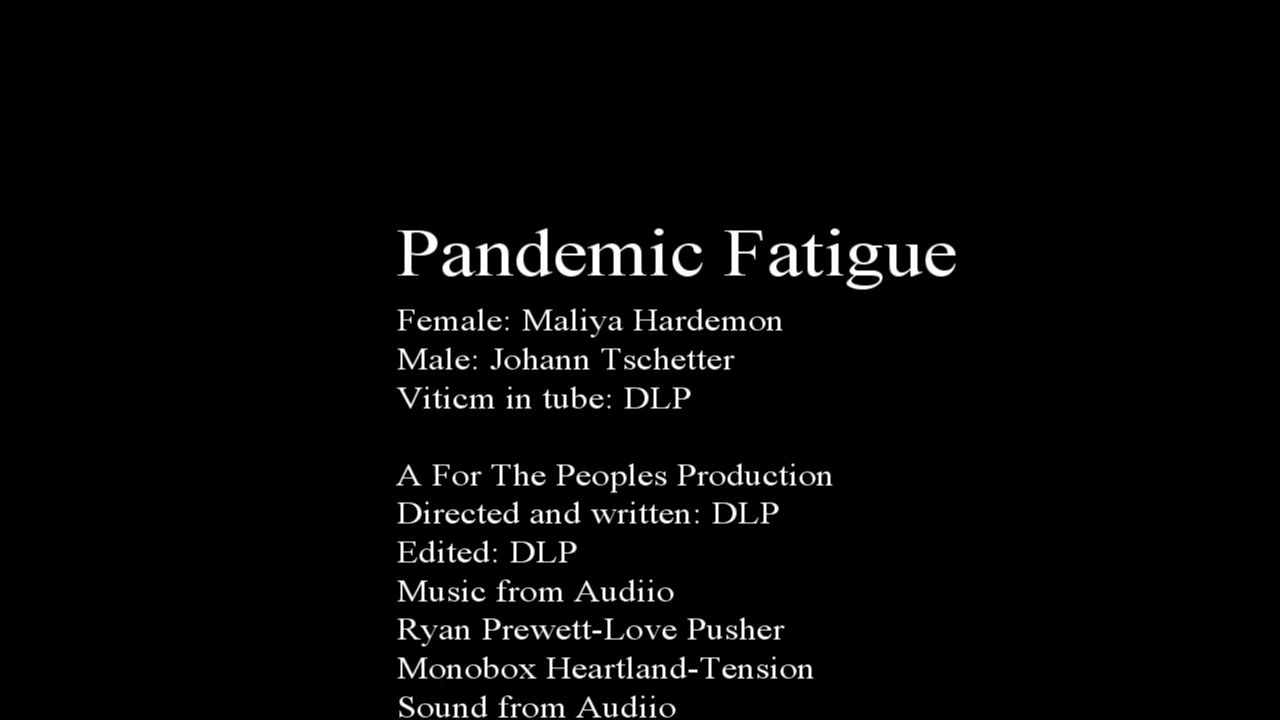 Pandemic Fatigue
Female: Maliya Hardemon
Male: Johann Tschetter
Viticm in tube: DLP
A For The Peoples Production
Directed and written: DLP
Edited: DLP
Music from Audiio
Ryan Prewett-Love Pusher
Monobox Heartland-Tension
Sound from Audiio